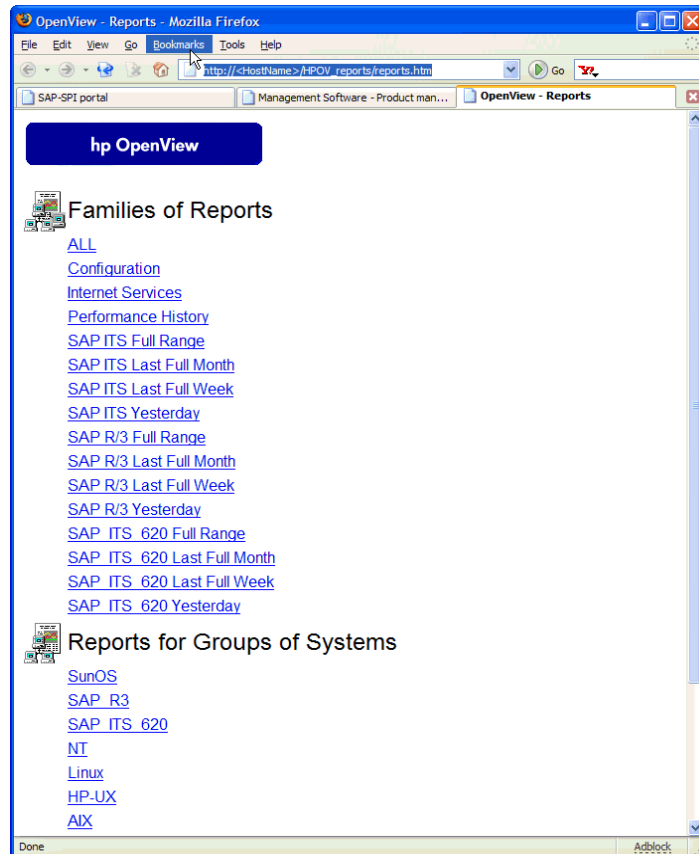 OpenView - Reports - Mozilla Firefox
File Edit View Go Bookmarks Tools Help
http://<HostName>/HPOV_reports/reports.htm Go
SAP-SPI portal Management Software - Product man... OpenView - Reports
hp OpenView
Families of Reports
ALL
Configuration
Internet Services
Performance History
SAP ITS Full Range
SAP ITS Last Full Month
SAP ITS Last Full Week
SAP ITS Yesterday
SAP R/3 Full Range
SAP R/3 Last Full Month
SAP R/3 Last Full Week
SAP R/3 Yesterday
SAP_ITS_620 Full Range
SAP_ITS_620 Last Full Month
SAP_ITS_620 Last Full Week
SAP_ITS_620 Yesterday
Reports for Groups of Systems
SunOS
SAP_R3
SAP_ITS_620
NT
Linux
HP-UX
AIX
Done Adblock